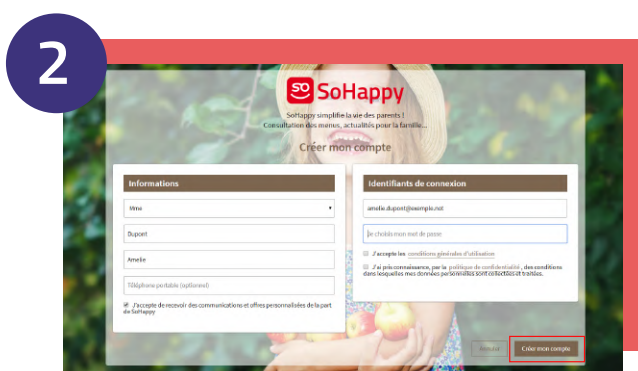 2
SoHappy
SoHappy simplifie la vie des parents !
Consultation des menus, actualités pour la famille...
Créer mon compte
Informations
Mme
Dupont
Amelie
Téléphone portable (optionnel)
J'accepte de recevoir des communications et offres personnalisées de la part
de SoHappy
Identifiants de connexion
amelie.dupont@exemple.net
Je choisis mon mot de passe
J'accepte les conditions générales d'utilisation
J'ai pris connaissance, par la politique de confidentialité, des conditions
dans lesquelles mes données personnelles sont collectées et traitées.
Créer mon compte